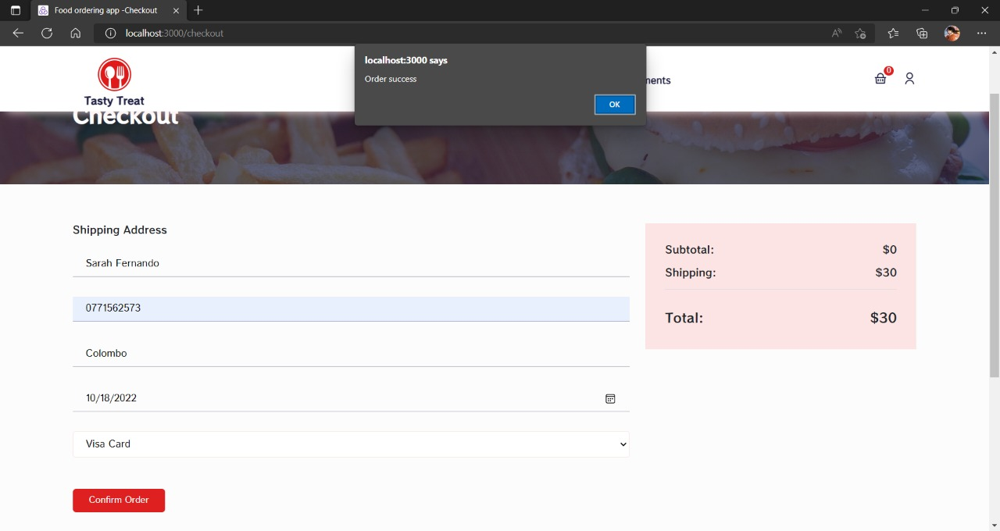 Food ordering app -Checkout
localhost:3000/checkout
localhost:3000 says
Order success
OK
Tasty Treat
0
Checkout
Shipping Address
Sarah Fernando
0771562573
Colombo
10/18/2022
Visa Card
Confirm Order
Subtotal: $0
Shipping: $30
Total: $30